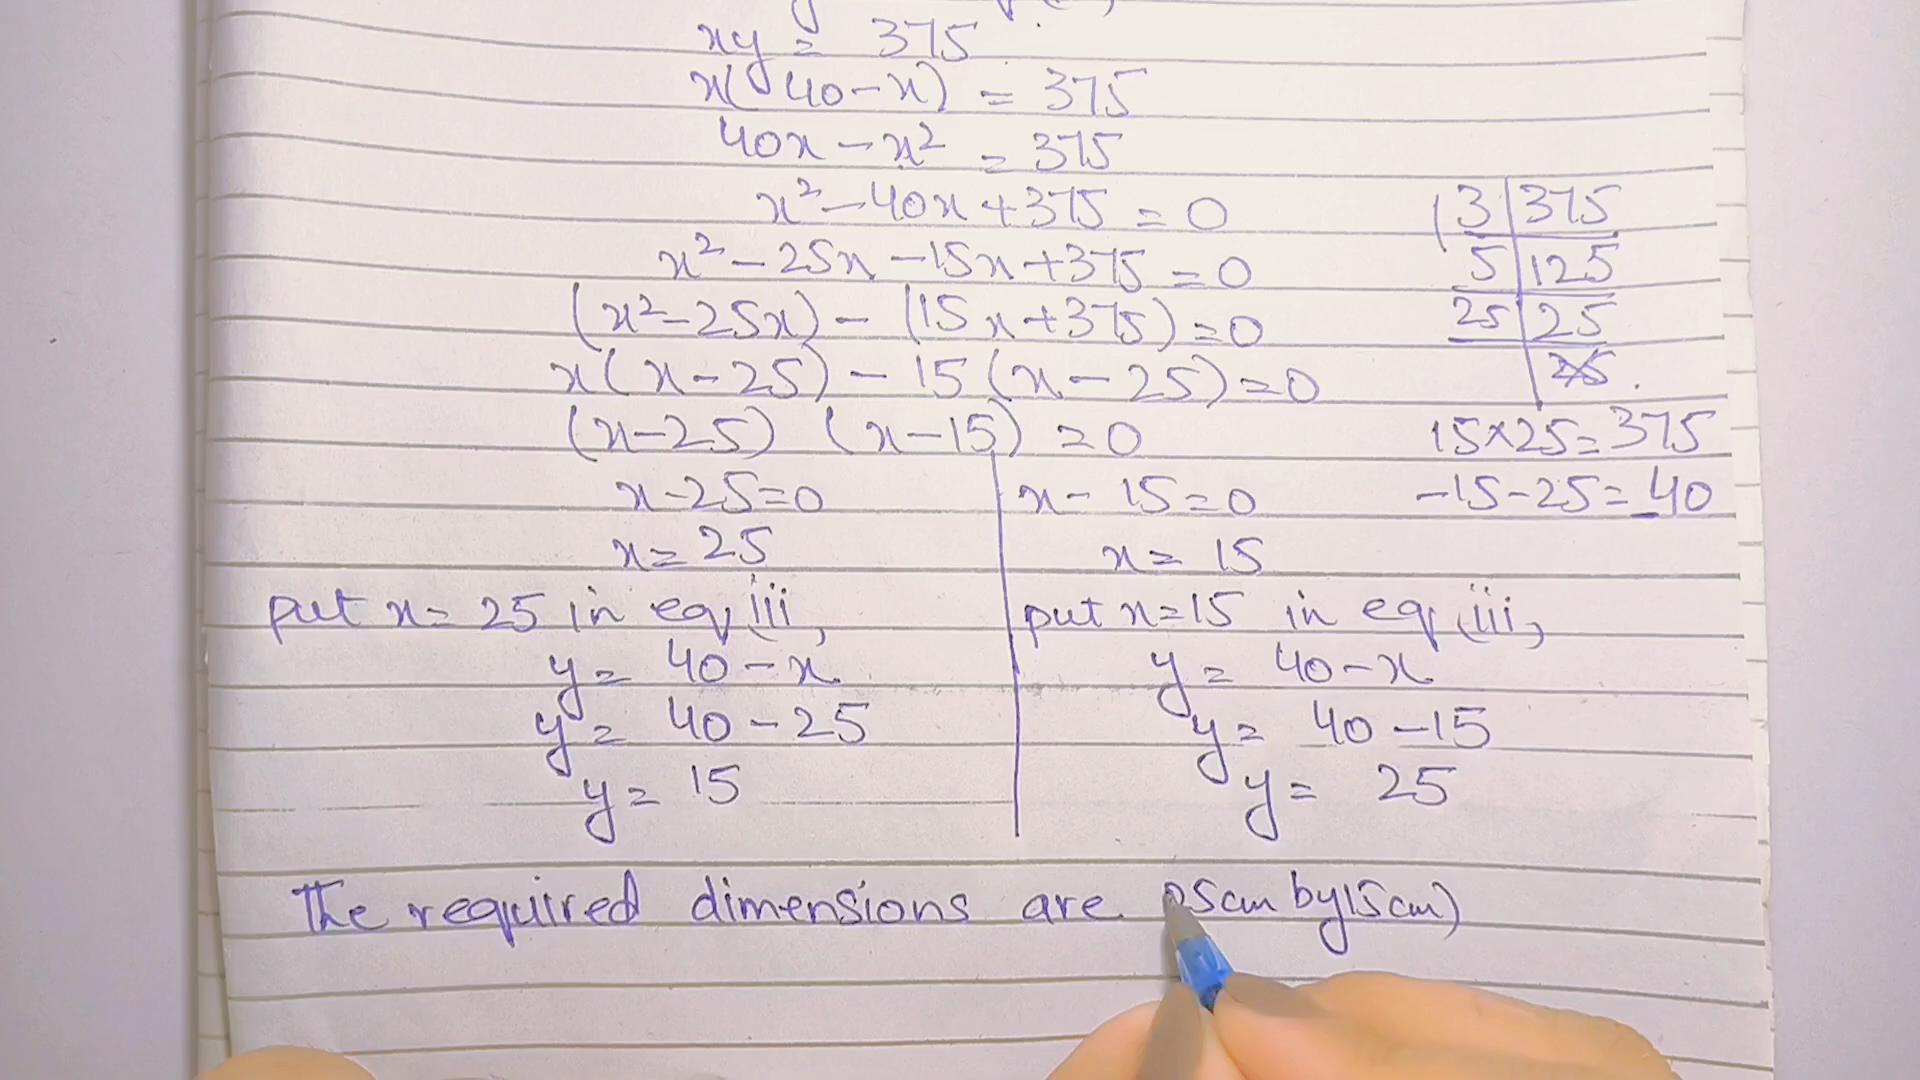 xy = 375
x(40-x) = 375
40x - x² = 375
x² - 40x + 375 = 0
x² - 25x - 15x + 375 = 0
(x² - 25x) - (15x + 375) = 0
x(x - 25) - 15(x - 25) = 0
(x - 25) (x - 15) = 0
3 | 375
5 | 125
25 | 25
15 × 25 = 375
-15 - 25 = -40
x - 25 = 0
x = 25
put x = 25 in eq iii,
y = 40 - x
y = 40 - 25
y = 15
x - 15 = 0
x = 15
put x = 15 in eq iii,
y = 40 - x
y = 40 - 15
y = 25
The required dimensions are 25cm by 15cm)